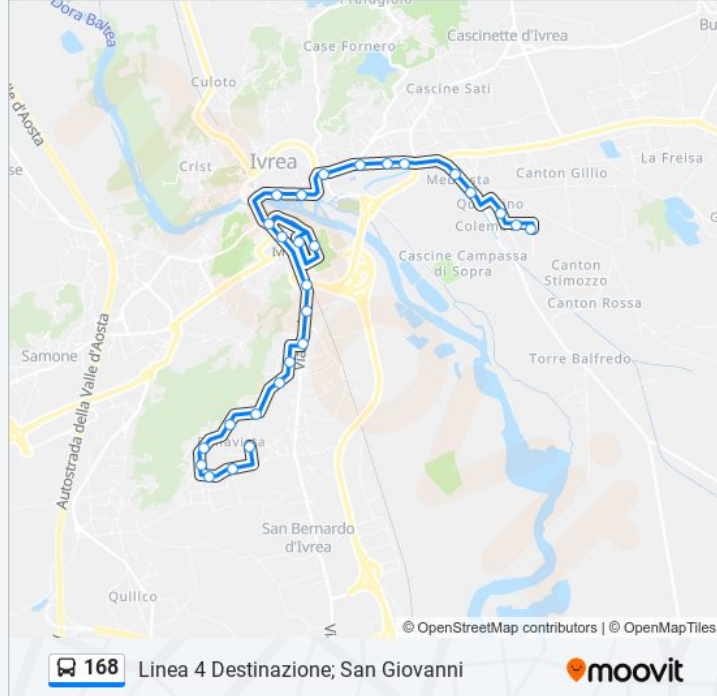 Dora Baltea
Case Fornero
Cascinette d'Ivrea
Culoto
Cascine Sati
Ivrea
La Freisa
Canton Gillio
Crist
Cascine Campassa
di Sopra
Canton
Stimozzo
Canton Rossa
Samone
Torre Balfredo
Autostrada della Valle d'Aosta
San Bernardo
d'Ivrea
Quilico
© OpenStreetMap contributors | © OpenMapTiles
168 Linea 4 Destinazione; San Giovanni moovit